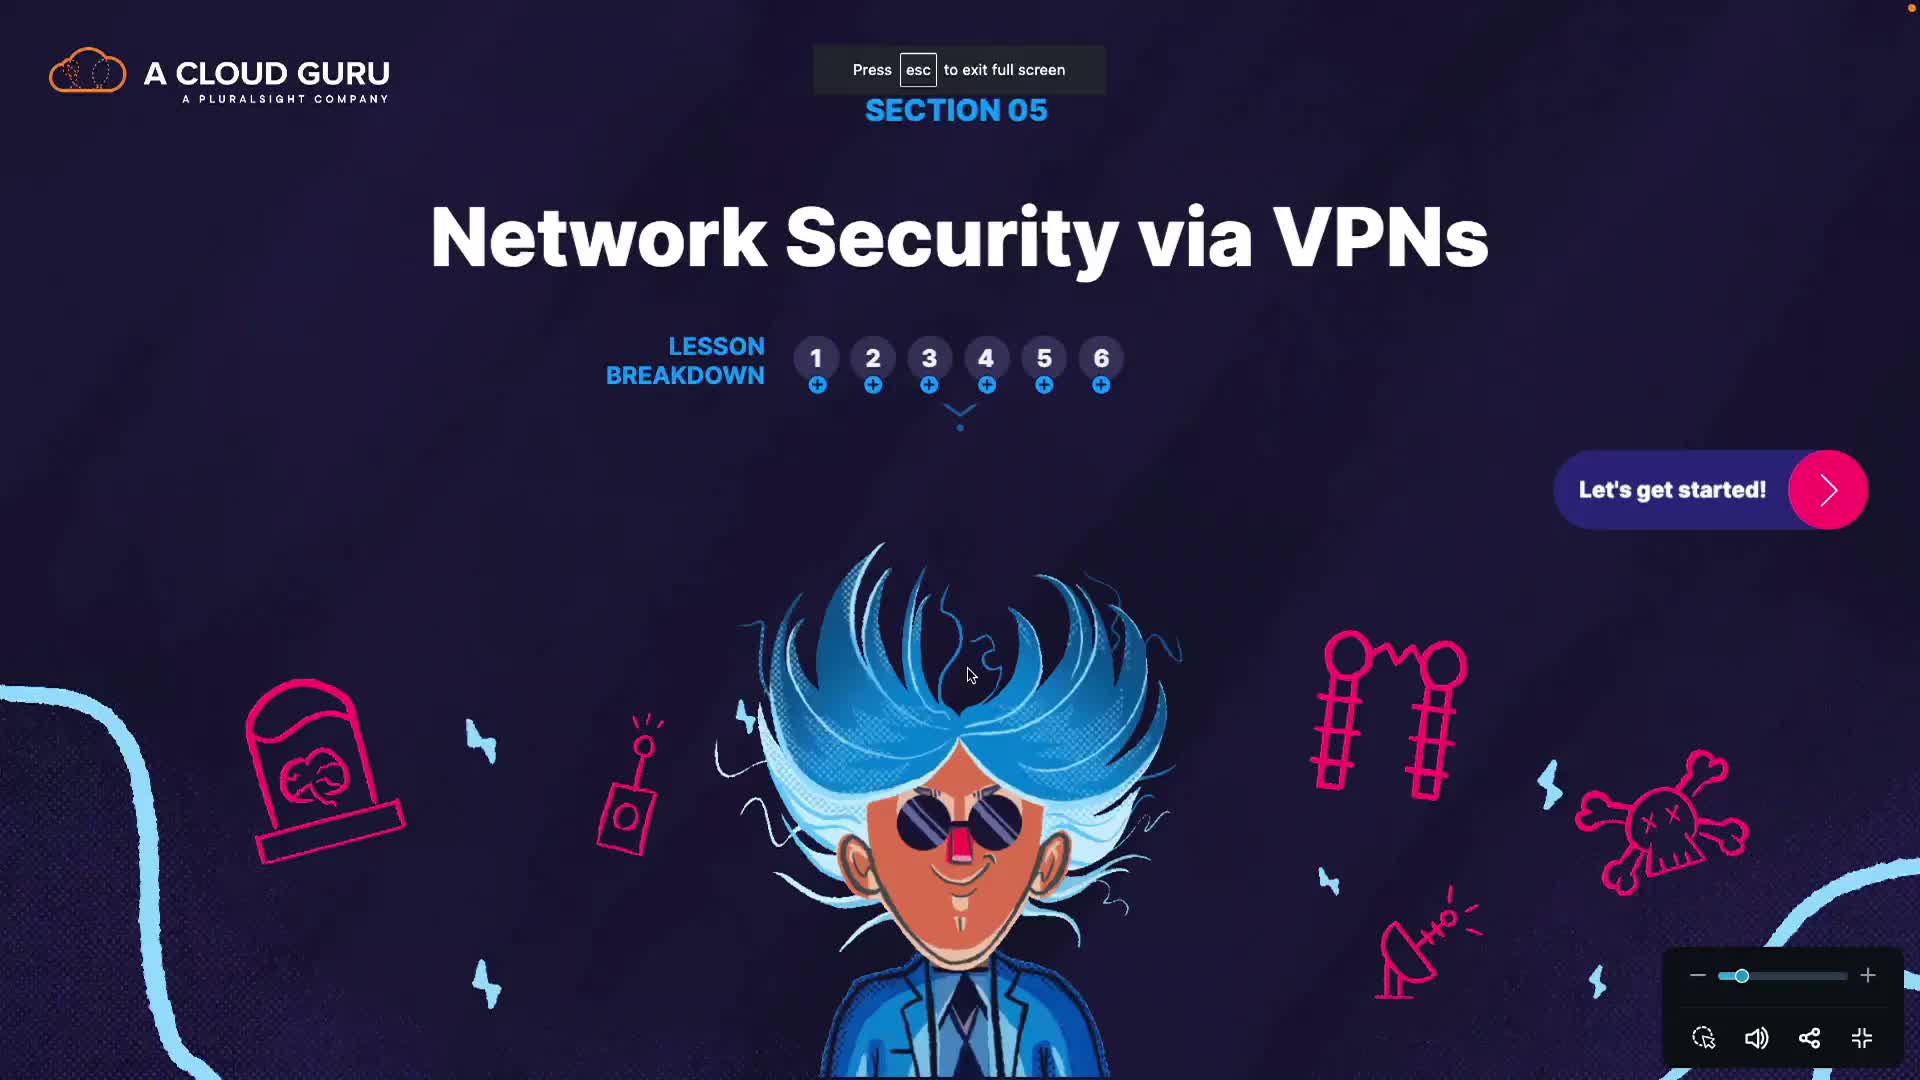 A CLOUD GURU
A PLURALSIGHT COMPANY
Press esc to exit full screen
SECTION 05
Network Security via VPNs
LESSON
BREAKDOWN
1 2 3 4 5 6
Let's get started!